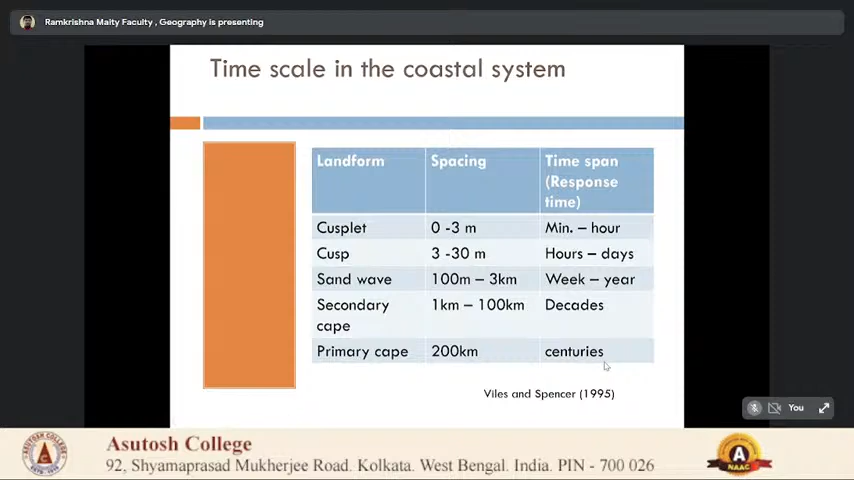 Ramkrishna Maity Faculty , Geography is presenting
Time scale in the coastal system
Landform Spacing Time span (Response time)
Cusplet 0 -3 m Min. – hour
Cusp 3 -30 m Hours – days
Sand wave 100m – 3km Week – year
Secondary cape 1km – 100km Decades
Primary cape 200km centuries
Viles and Spencer (1995)
You
Asutosh College
92, Shyamaprasad Mukherjee Road. Kolkata. West Bengal. India. PIN - 700 026
A
NAAC